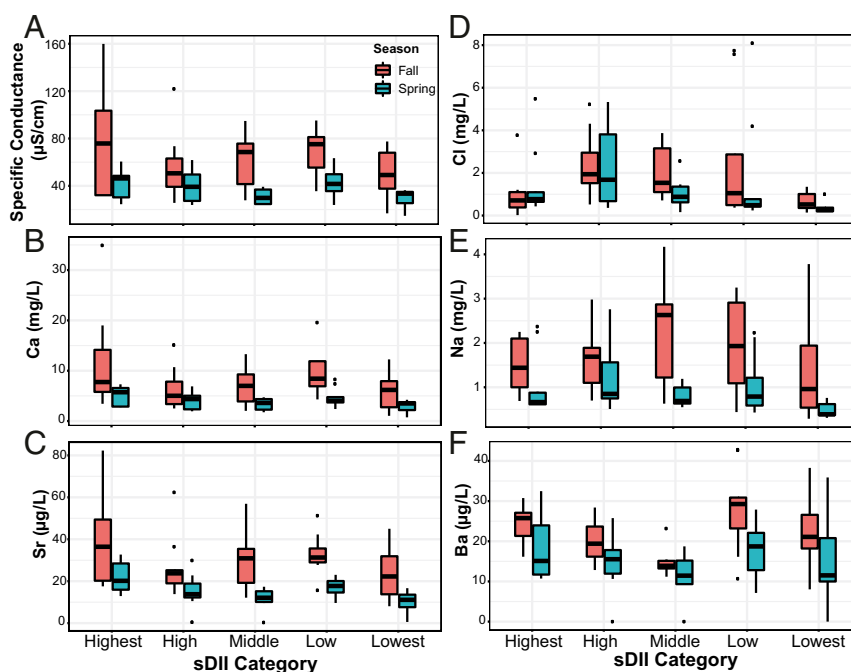 A
Specific Conductance
(µS/cm)
160
120
80
40
Season
Fall
Spring
B
Ca (mg/L)
30
20
10
0
C
Sr (µg/L)
80
60
40
20
0
Highest High Middle Low Lowest
sDII Category
D
Cl (mg/L)
8
6
4
2
0
E
Na (mg/L)
4
3
2
1
F
Ba (µg/L)
40
30
20
10
0
Highest High Middle Low Lowest
sDII Category